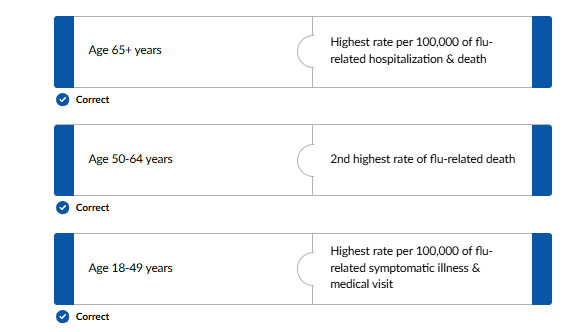 Age 65+ years
Highest rate per 100,000 of flu-
related hospitalization & death
Correct
Age 50-64 years
2nd highest rate of flu-related death
Correct
Age 18-49 years
Highest rate per 100,000 of flu-
related symptomatic illness &
medical visit
Correct